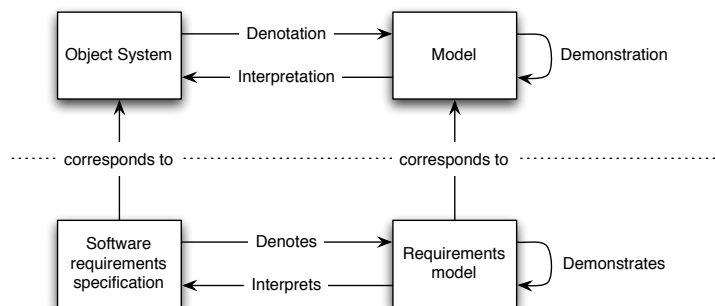 Denotation
Object System
Model
Demonstration
Interpretation
corresponds to
corresponds to
Software
requirements
specification
Denotes
Requirements
model
Interprets
Demonstrates